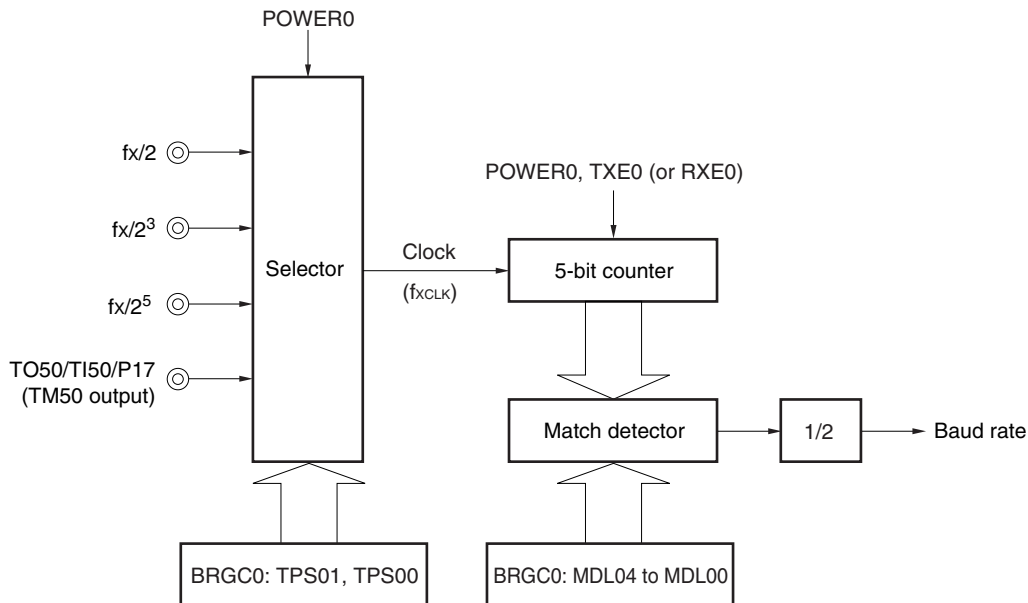 POWER0
fx/2
fx/2³
fx/2⁵
TO50/TI50/P17
(TM50 output)
Selector
Clock
(fXCLK)
POWER0, TXE0 (or RXE0)
5-bit counter
Match detector
1/2
Baud rate
BRGC0: TPS01, TPS00
BRGC0: MDL04 to MDL00